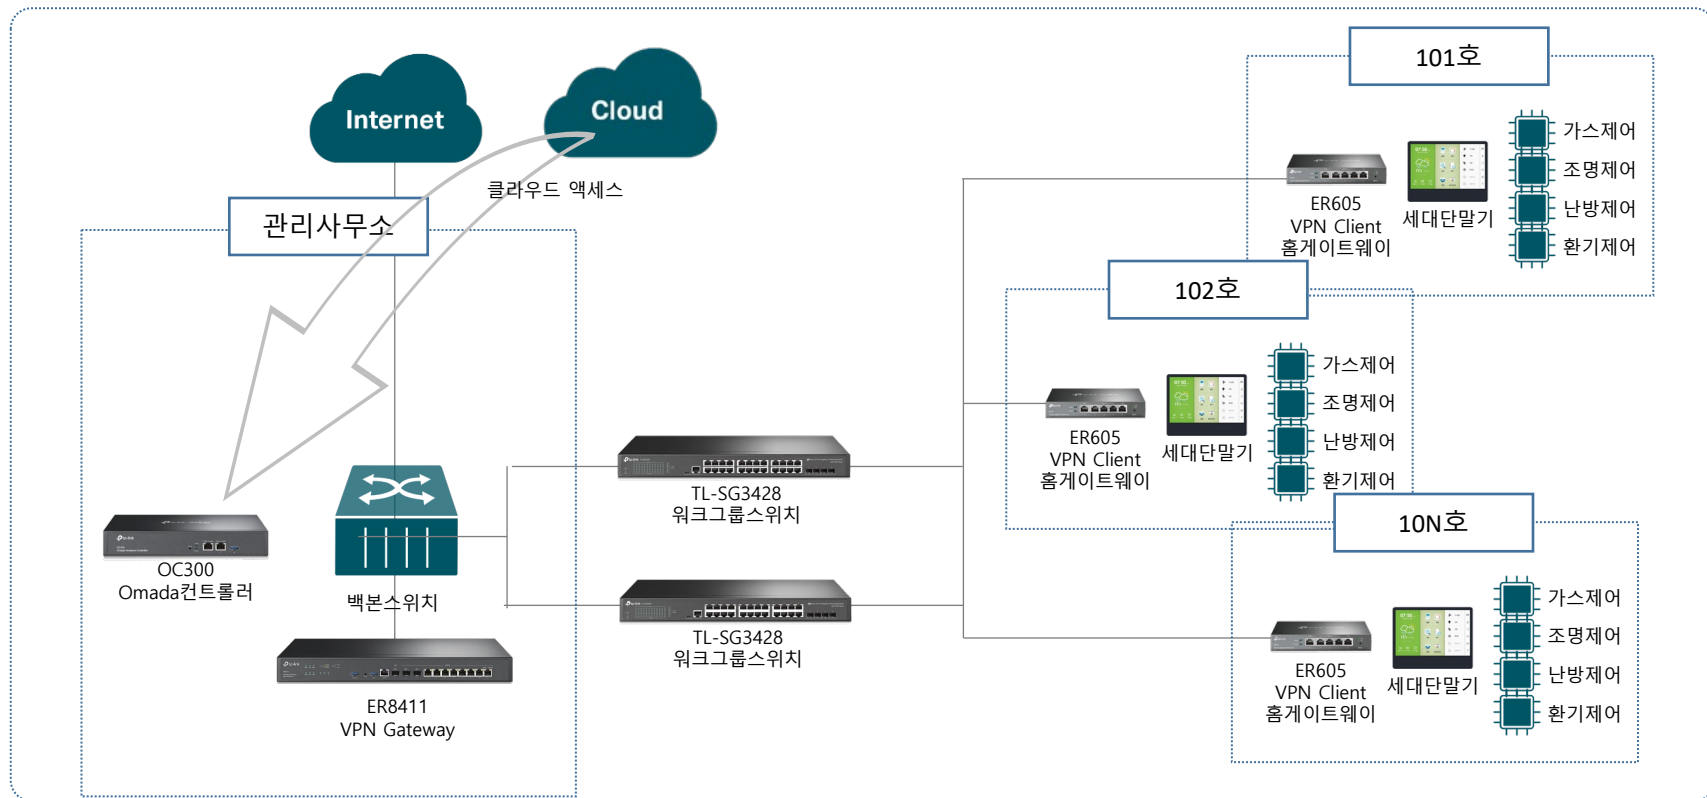 Internet
Cloud
클라우드 액세스
관리사무소
OC300
Omada컨트롤러
백본스위치
ER8411
VPN Gateway
TL-SG3428
워크그룹스위치
TL-SG3428
워크그룹스위치
101호
ER605
VPN Client
홈게이트웨이
세대단말기
가스제어
조명제어
난방제어
환기제어
102호
ER605
VPN Client
홈게이트웨이
세대단말기
가스제어
조명제어
난방제어
환기제어
10N호
ER605
VPN Client
홈게이트웨이
세대단말기
가스제어
조명제어
난방제어
환기제어